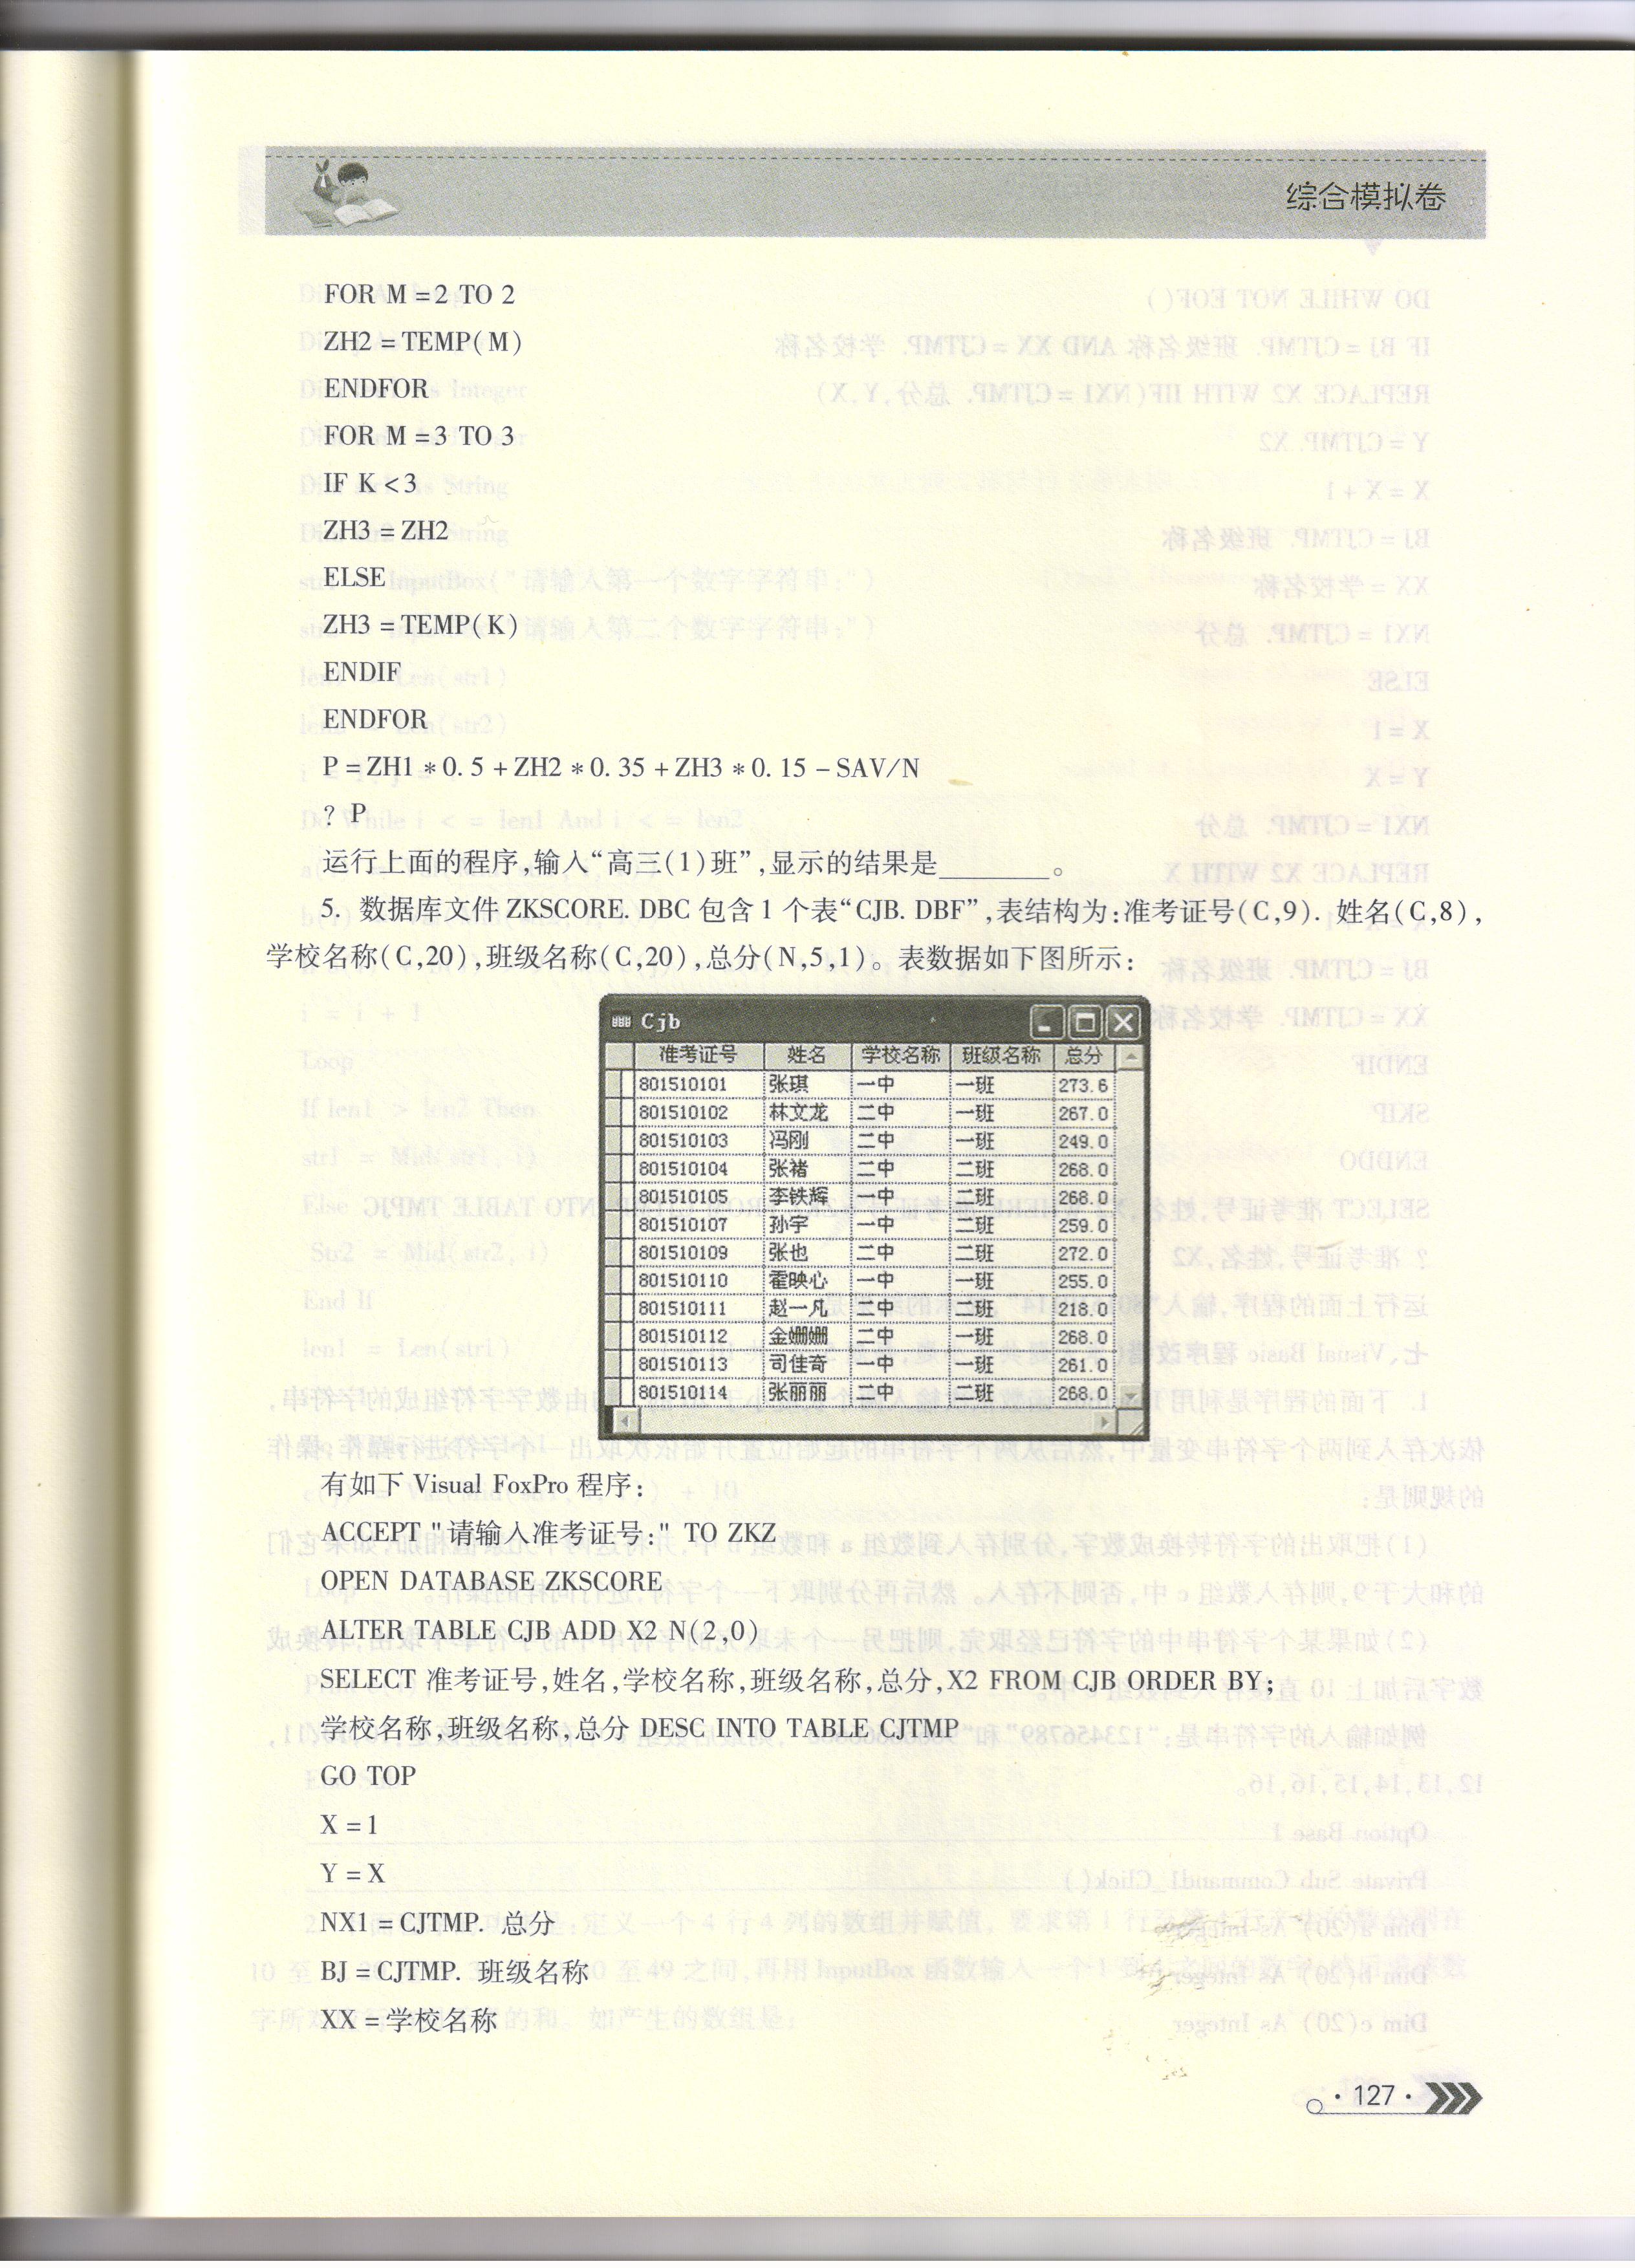 综合模拟卷
FOR M=2 TO 2
ZH2=TEMP(M)
ENDFOR
FOR M=3 TO 3
IF K<3
ZH3=ZH2
ELSE
ZH3=TEMP(K)
ENDIF
ENDFOR
P=ZH1*0.5+ZH2*0.35+ZH3*0.15-SAV/N
? P
运行上面的程序,输入“高三(1)班”,显示的结果是________。
5. 数据库文件 ZKSCORE. DBC 包含 1 个表“CJB. DBF”,表结构为:准考证号(C,9). 姓名(C,8),
学校名称(C,20),班级名称(C,20),总分(N,5,1)。表数据如下图所示:
Cjb
准考证号 姓名 学校名称 班级名称 总分
801510101 张琪 一中 一班 273.6
801510102 林文龙 二中 一班 267.0
801510103 冯刚 二中 一班 249.0
801510104 张褚 二中 二班 268.0
801510105 李铁辉 一中 二班 268.0
801510107 孙宇 一中 二班 259.0
801510109 张也 二中 二班 272.0
801510110 霍映心 一中 一班 255.0
801510111 赵一凡 二中 二班 218.0
801510112 金姗姗 二中 一班 268.0
801510113 司佳奇 一中 一班 261.0
801510114 张丽丽 二中 二班 268.0
有如下 Visual FoxPro 程序:
ACCEPT "请输入准考证号:" TO ZKZ
OPEN DATABASE ZKSCORE
ALTER TABLE CJB ADD X2 N(2,0)
SELECT 准考证号,姓名,学校名称,班级名称,总分,X2 FROM CJB ORDER BY;
学校名称,班级名称,总分 DESC INTO TABLE CJTMP
GO TOP
X=1
Y=X
NX1=CJTMP. 总分
BJ=CJTMP. 班级名称
XX=学校名称
·127·